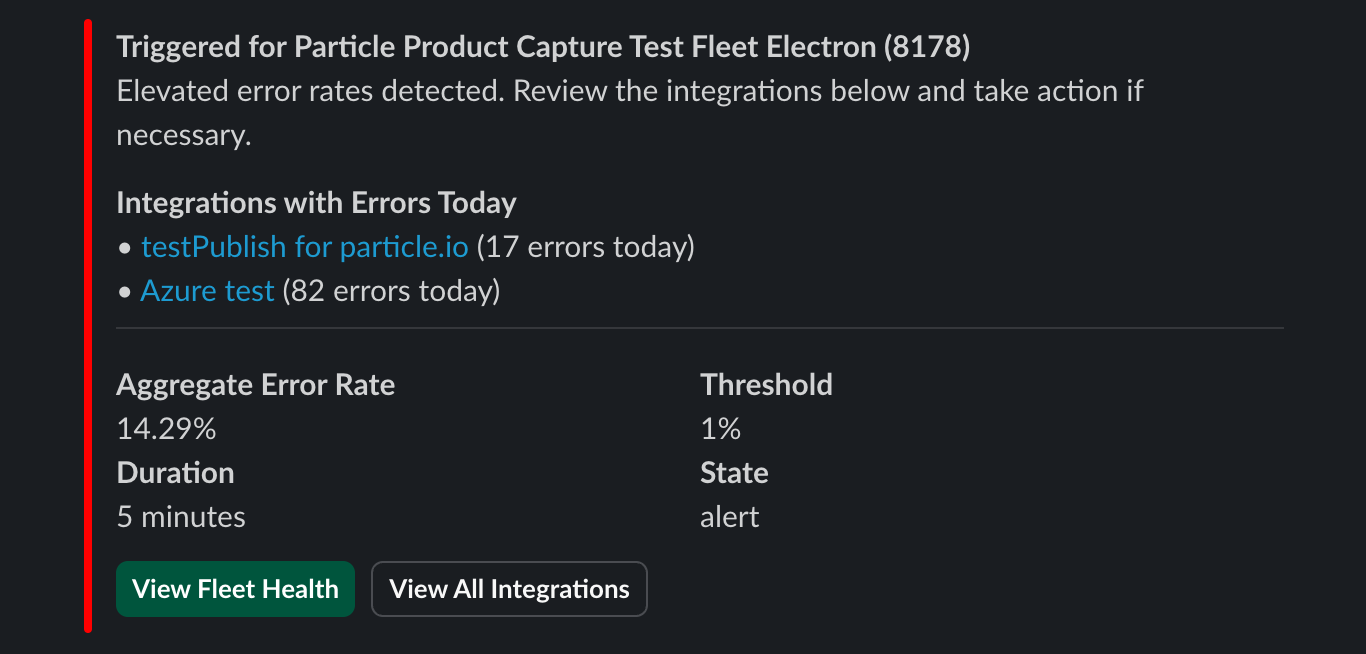 Triggered for Particle Product Capture Test Fleet Electron (8178)
Elevated error rates detected. Review the integrations below and take action if
necessary.
Integrations with Errors Today
• testPublish for particle.io (17 errors today)
• Azure test (82 errors today)
Aggregate Error Rate
14.29%
Threshold
1%
Duration
5 minutes
State
alert
View Fleet Health
View All Integrations